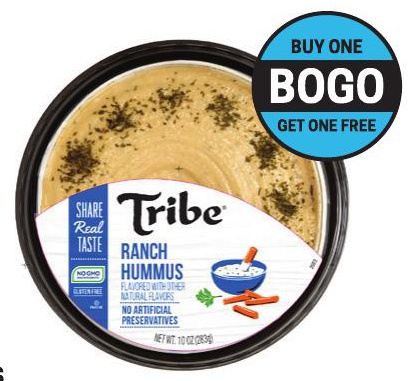 BUY ONE
BOGO
GET ONE FREE
SHARE
Real
TASTE
Tribe®
RANCH
HUMMUS
FLAVORED WITH OTHER
NATURAL FLAVORS
NO ARTIFICIAL
PRESERVATIVES
NO GMO
GLUTEN FREE
NET WT. 10 OZ (283g)
S